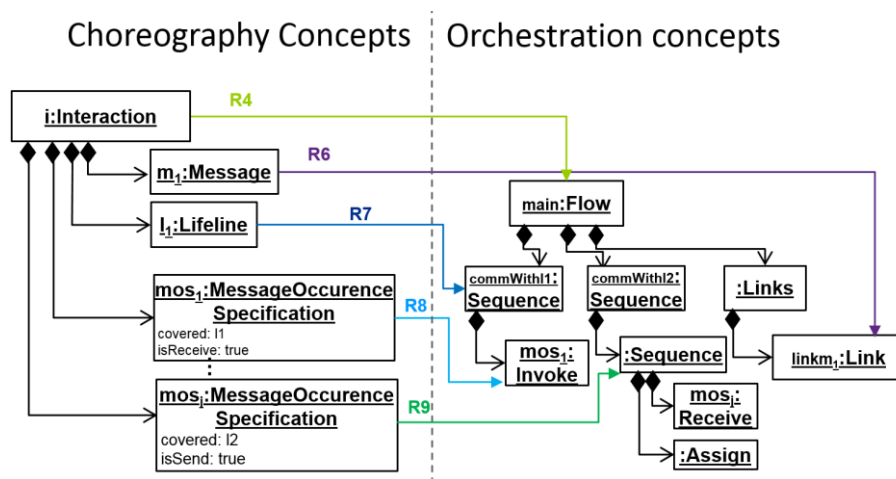 Choreography Concepts
Orchestration concepts
R4
i:Interaction
R6
m1:Message
main:Flow
R7
l1:Lifeline
commWithl1:
Sequence
commWithl2:
Sequence
:Links
mos1:MessageOccurence
Specification
covered: l1
isReceive: true
R8
mos1:
Invoke
:Sequence
linkm1:Link
⋮
mosi:MessageOccurence
Specification
covered: l2
isSend: true
R9
mosi:
Receive
:Assign